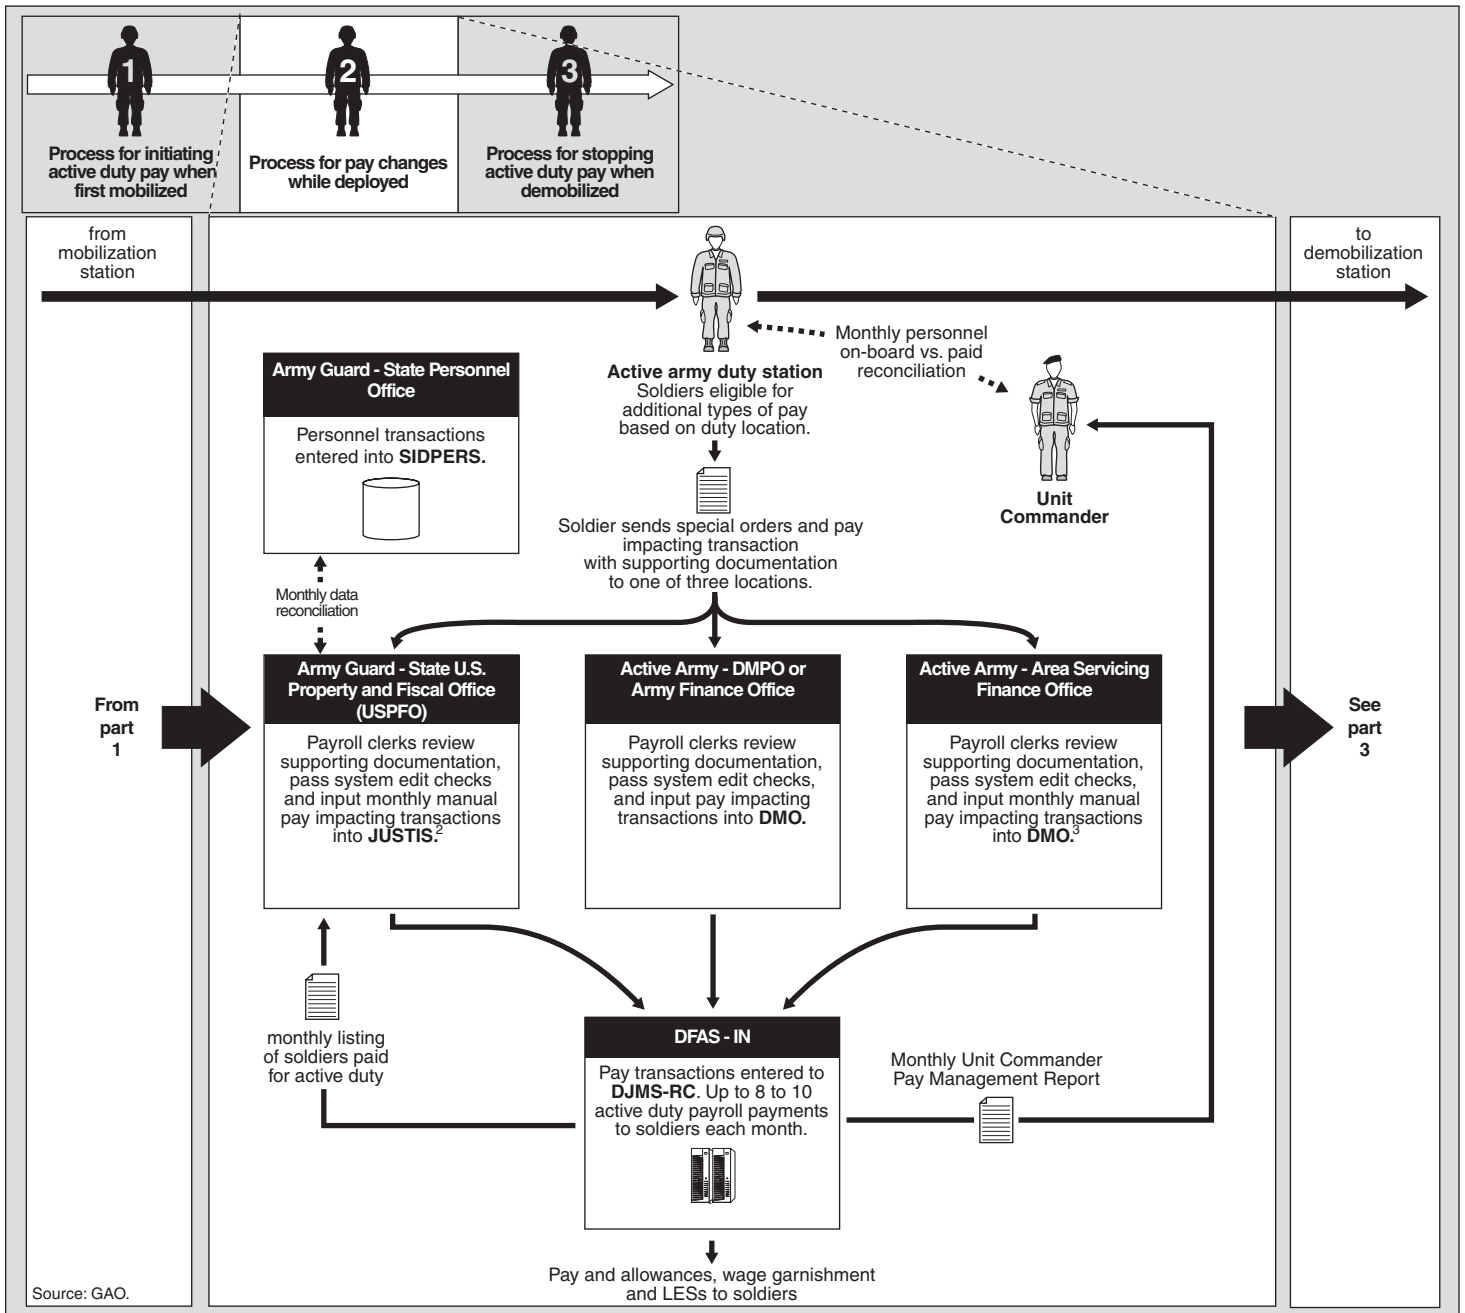 1
2
3
Process for initiating
active duty pay when
first mobilized
Process for pay changes
while deployed
Process for stopping
active duty pay when
demobilized
from
mobilization
station
to
demobilization
station
Monthly personnel
on-board vs. paid
reconciliation
Active army duty station
Soldiers eligible for
additional types of pay
based on duty location.
Unit
Commander
Army Guard - State Personnel
Office
Personnel transactions
entered into SIDPERS.
Soldier sends special orders and pay
impacting transaction
with supporting documentation
to one of three locations.
Monthly data
reconciliation
From
part
1
Army Guard - State U.S.
Property and Fiscal Office
(USPFO)
Payroll clerks review
supporting documentation,
pass system edit checks
and input monthly manual
pay impacting transactions
into JUSTIS.2
Active Army - DMPO or
Army Finance Office
Payroll clerks review
supporting documentation,
pass system edit checks,
and input pay impacting
transactions into DMO.
Active Army - Area Servicing
Finance Office
Payroll clerks review
supporting documentation,
pass system edit checks,
and input monthly manual
pay impacting transactions
into DMO.3
See
part
3
monthly listing
of soldiers paid
for active duty
DFAS - IN
Pay transactions entered to
DJMS-RC. Up to 8 to 10
active duty payroll payments
to soldiers each month.
Monthly Unit Commander
Pay Management Report
Pay and allowances, wage garnishment
and LESs to soldiers
Source: GAO.